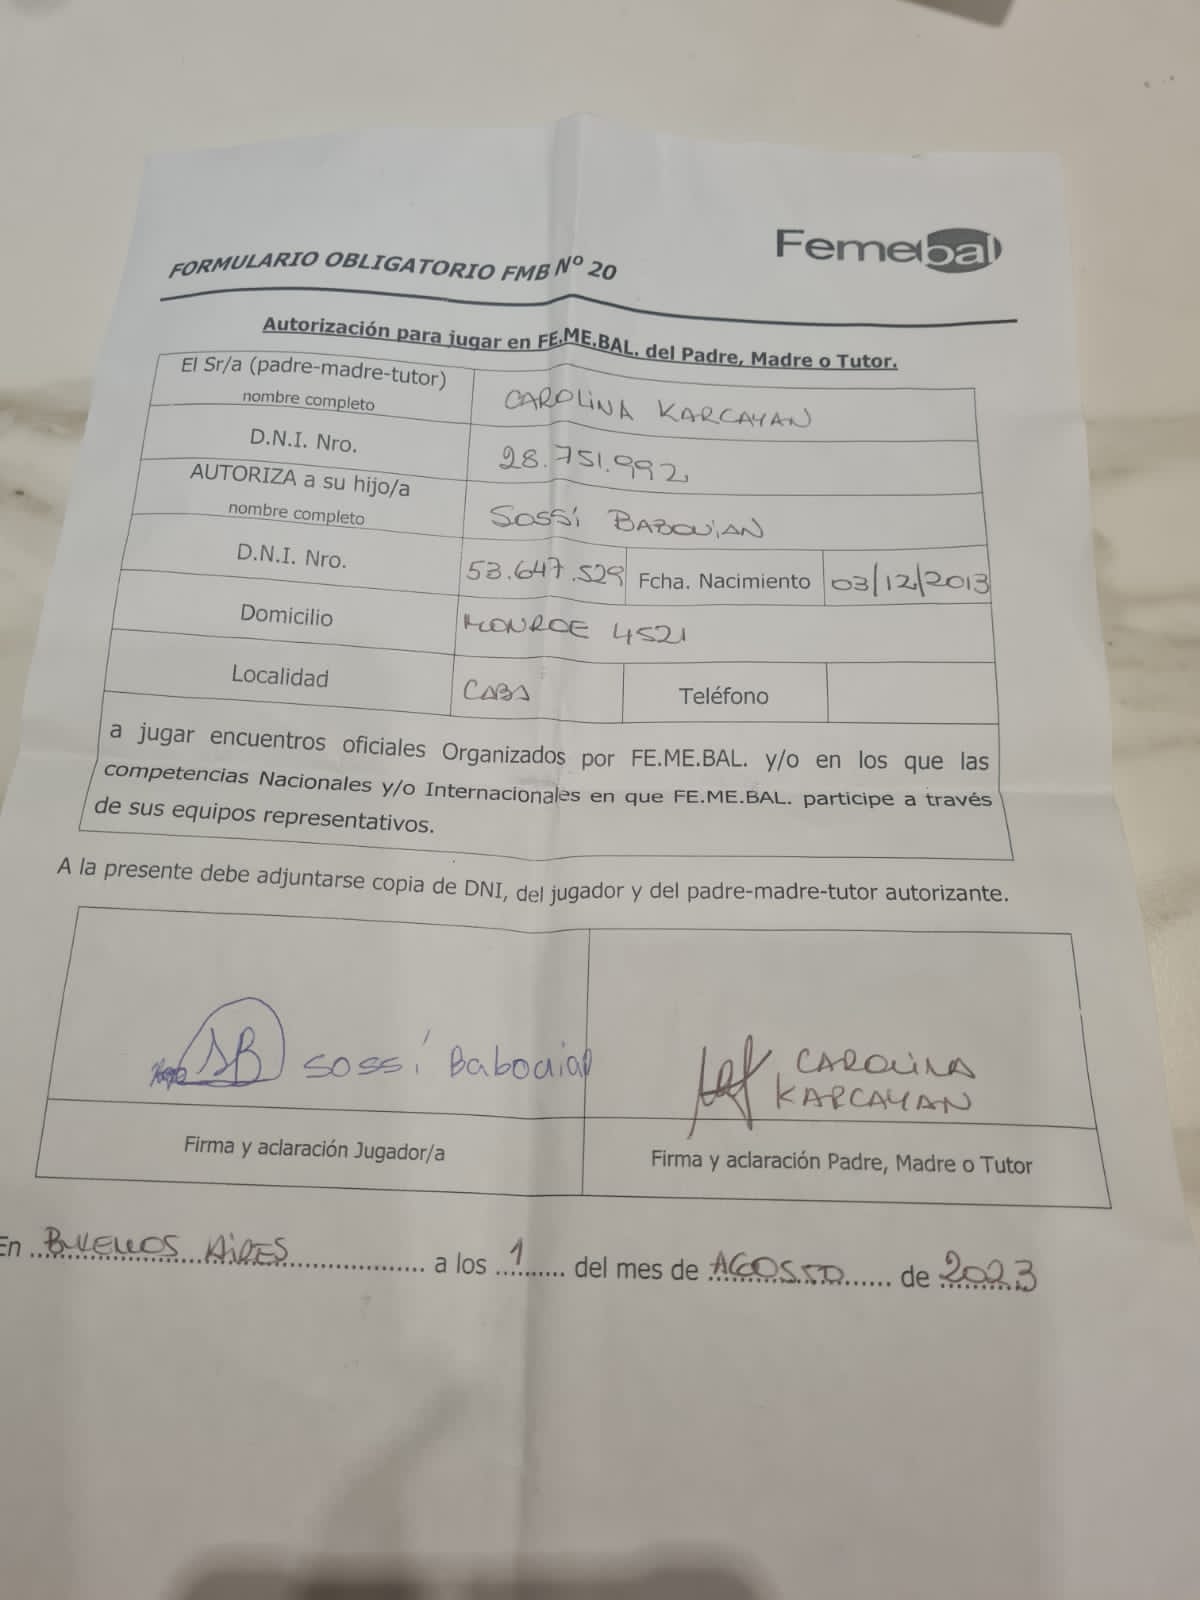 Femebal
FORMULARIO OBLIGATORIO FMB Nº 20
Autorización para jugar en FE.ME.BAL. del Padre, Madre o Tutor.
El Sr/a (padre-madre-tutor)
nombre completo
CAROLINA KARCAYAN
D.N.I. Nro.
28.751.992
AUTORIZA a su hijo/a
nombre completo
SOSSi BABOUiAN
D.N.I. Nro.
53.647.529
Fcha. Nacimiento
03/12/2013
Domicilio
MONROE 4521
Localidad
CABA
Teléfono
a jugar encuentros oficiales Organizados por FE.ME.BAL. y/o en los que las
competencias Nacionales y/o Internacionales en que FE.ME.BAL. participe a través
de sus equipos representativos.
A la presente debe adjuntarse copia de DNI, del jugador y del padre-madre-tutor autorizante.
SB sossí Babouian
CAROLINA
KARCAYAN
Firma y aclaración Jugador/a
Firma y aclaración Padre, Madre o Tutor
En BUENOS AIRES a los 1 del mes de AGOSTO de 2023